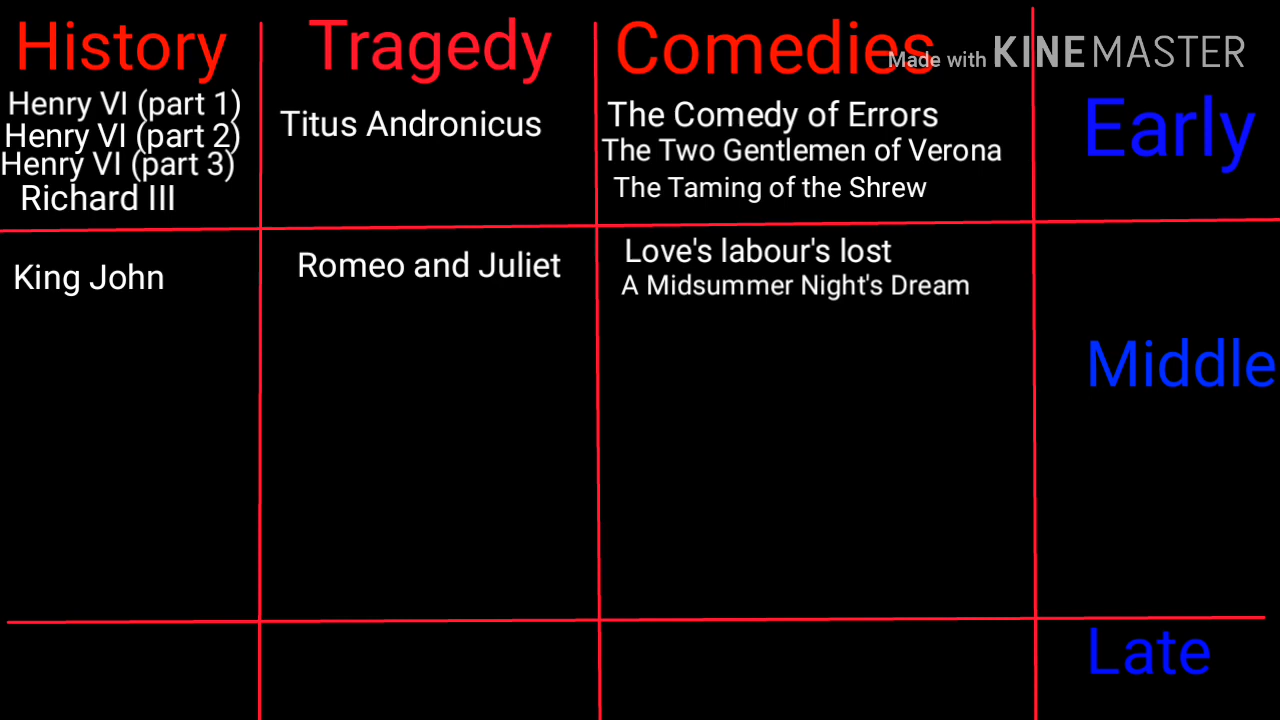 History
Tragedy
Comedies
Made with KINEMASTER
Henry VI (part 1)
Henry VI (part 2)
Henry VI (part 3)
Richard III
Titus Andronicus
The Comedy of Errors
The Two Gentlemen of Verona
The Taming of the Shrew
Early
King John
Romeo and Juliet
Love's labour's lost
A Midsummer Night's Dream
Middle
Late